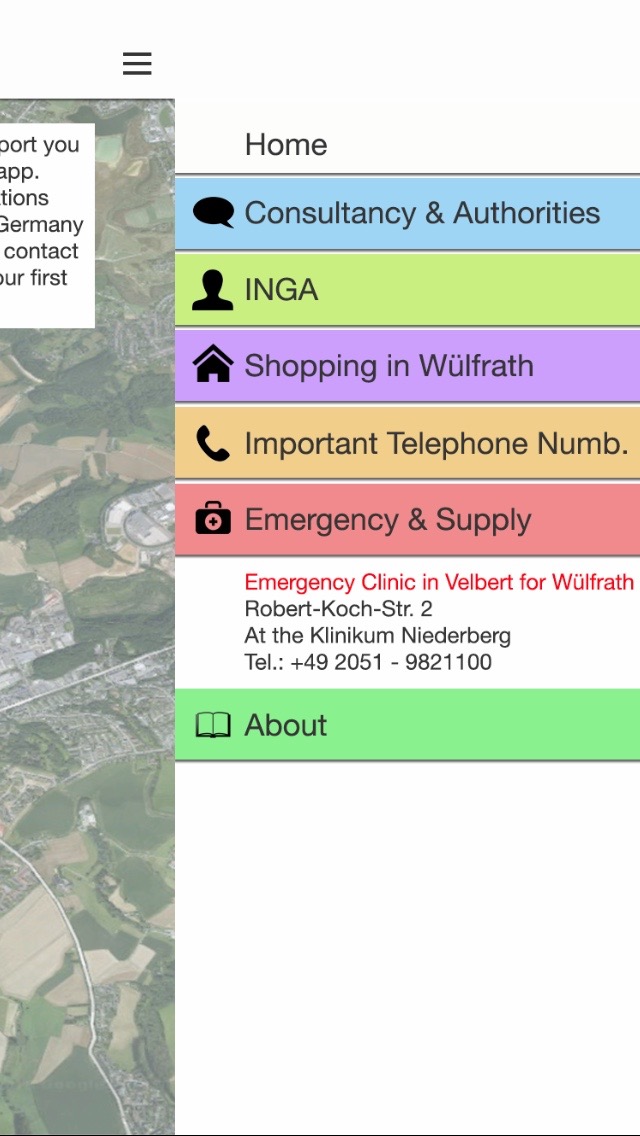 port you
app.
tions
Germany
contact
our first
Home
Consultancy & Authorities
INGA
Shopping in Wülfrath
Important Telephone Numb.
Emergency & Supply
Emergency Clinic in Velbert for Wülfrath
Robert-Koch-Str. 2
At the Klinikum Niederberg
Tel.: +49 2051 - 9821100
About